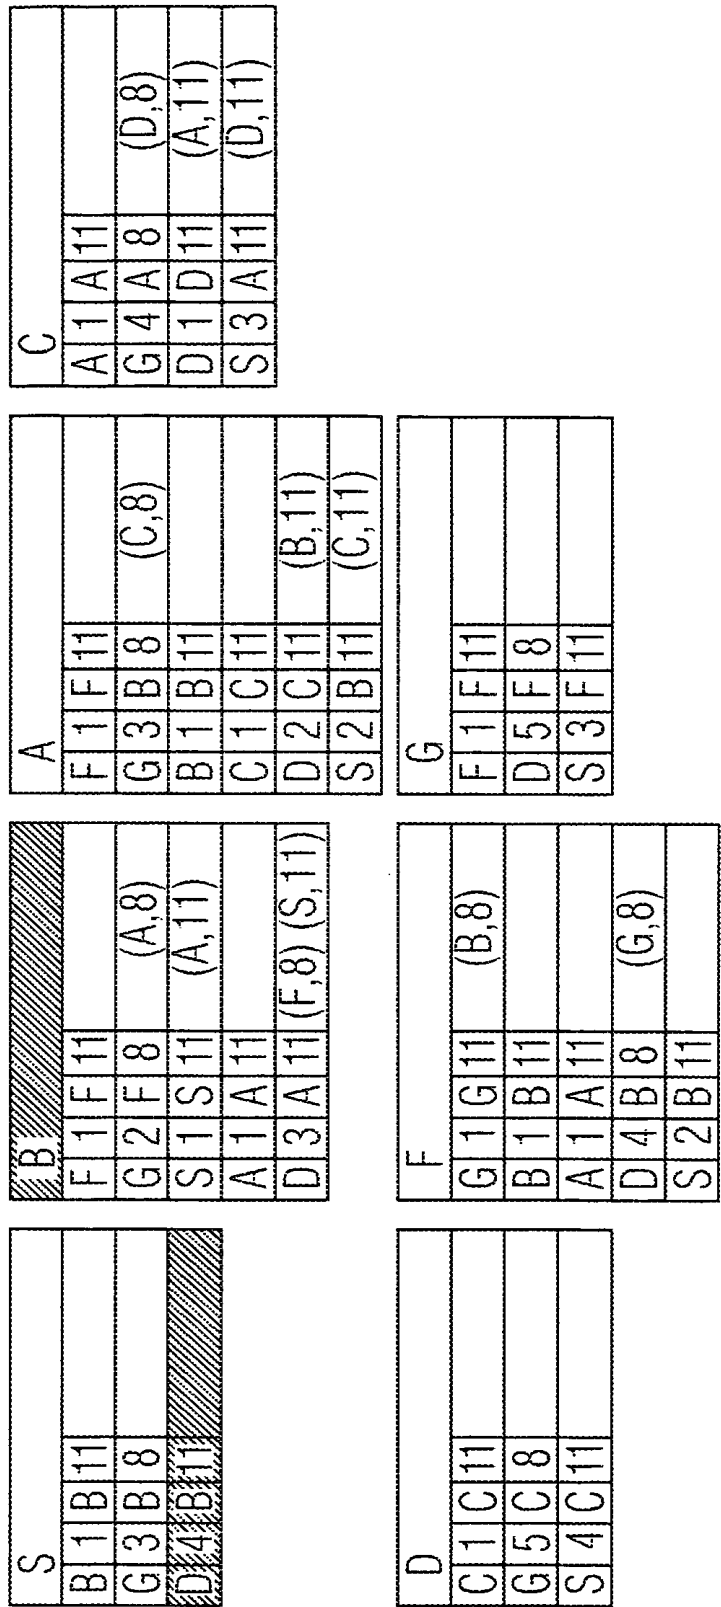 S
B 1 B 11
G 3 B 8
D 4 B 11
B
F 1 F 11
G 2 F 8 (A,8)
S 1 S 11 (A,11)
A 1 A 11
D 3 A 11 (F,8) (S,11)
A
F 1 F 11
G 3 B 8 (C,8)
B 1 B 11
C 1 C 11
D 2 C 11 (B,11)
S 2 B 11 (C,11)
C
A 1 A 11
G 4 A 8 (D,8)
D 1 D 11 (A,11)
S 3 A 11 (D,11)
D
C 1 C 11
G 5 C 8
S 4 C 11
F
G 1 G 11 (B,8)
B 1 B 11
A 1 A 11
D 4 B 8 (G,8)
S 2 B 11
G
F 1 F 11
D 5 F 8
S 3 F 11